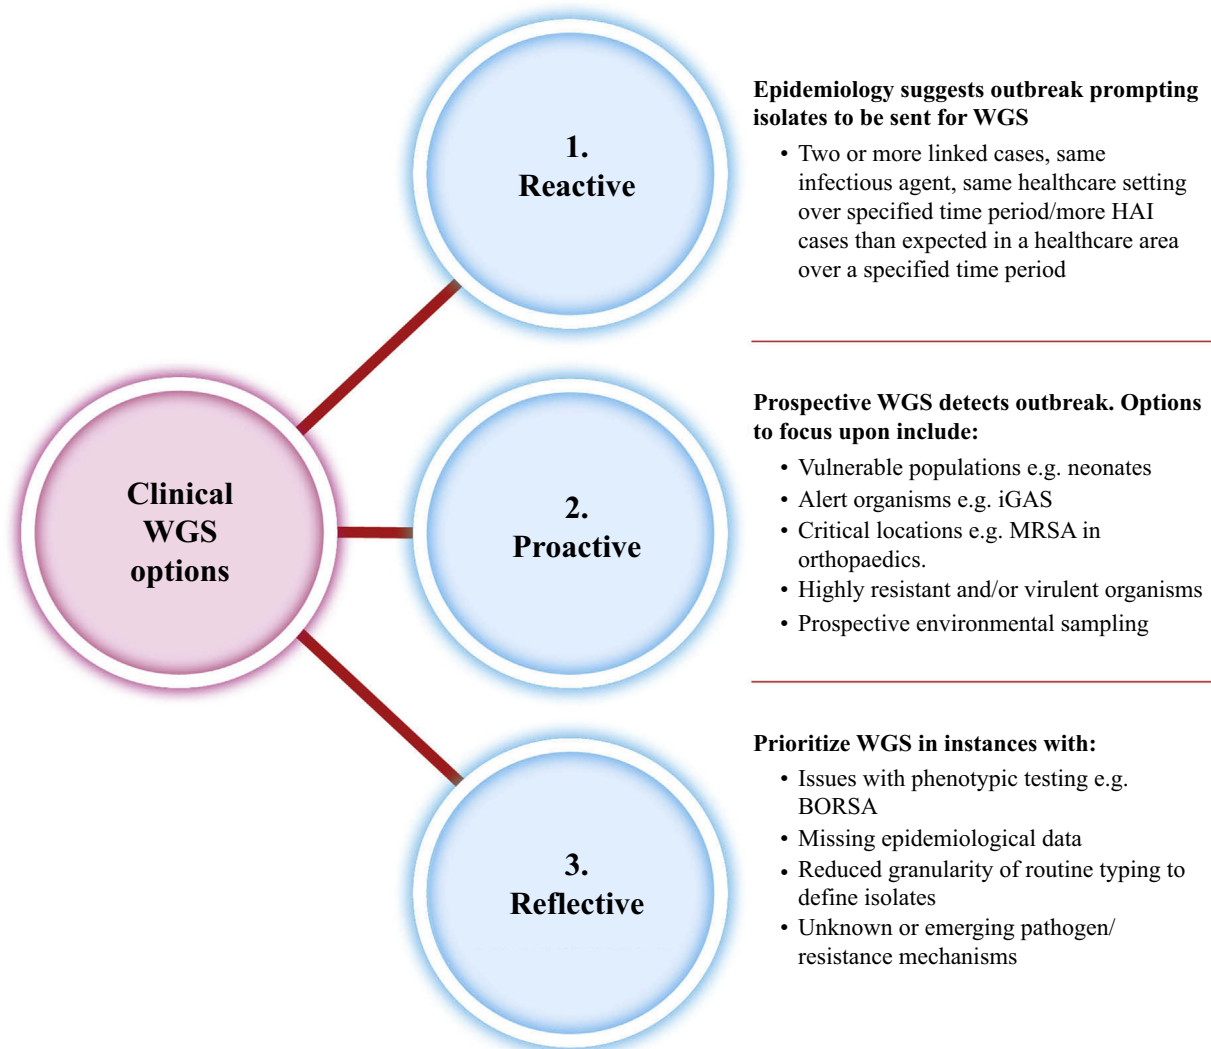 Clinical
WGS
options
1.
Reactive
Epidemiology suggests outbreak prompting
isolates to be sent for WGS
• Two or more linked cases, same
infectious agent, same healthcare setting
over specified time period/more HAI
cases than expected in a healthcare area
over a specified time period
2.
Proactive
Prospective WGS detects outbreak. Options
to focus upon include:
• Vulnerable populations e.g. neonates
• Alert organisms e.g. iGAS
• Critical locations e.g. MRSA in
orthopaedics.
• Highly resistant and/or virulent organisms
• Prospective environmental sampling
3.
Reflective
Prioritize WGS in instances with:
• Issues with phenotypic testing e.g.
BORSA
• Missing epidemiological data
• Reduced granularity of routine typing to
define isolates
• Unknown or emerging pathogen/
resistance mechanisms